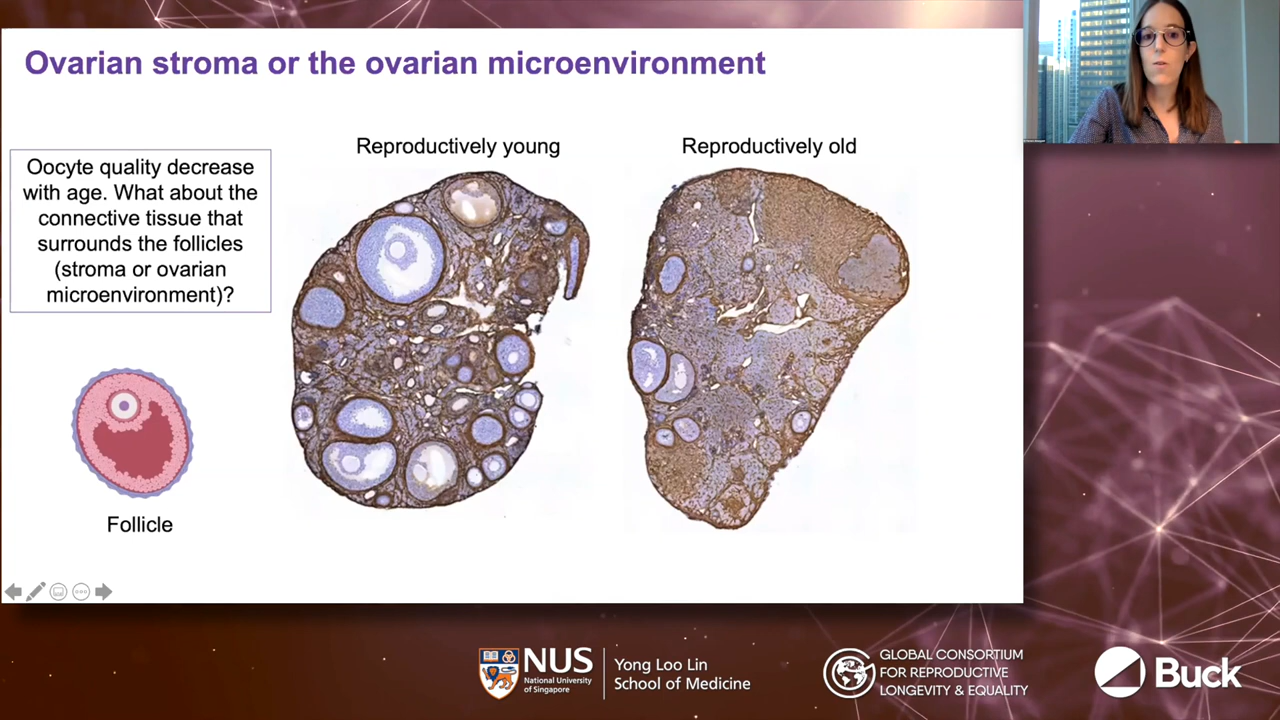 Ovarian stroma or the ovarian microenvironment
Oocyte quality decrease
with age. What about the
connective tissue that
surrounds the follicles
(stroma or ovarian
microenvironment)?
Reproductively young
Reproductively old
Follicle
NUS
National University
of Singapore
Yong Loo Lin
School of Medicine
GLOBAL CONSORTIUM
FOR REPRODUCTIVE
LONGEVITY & EQUALITY
Buck